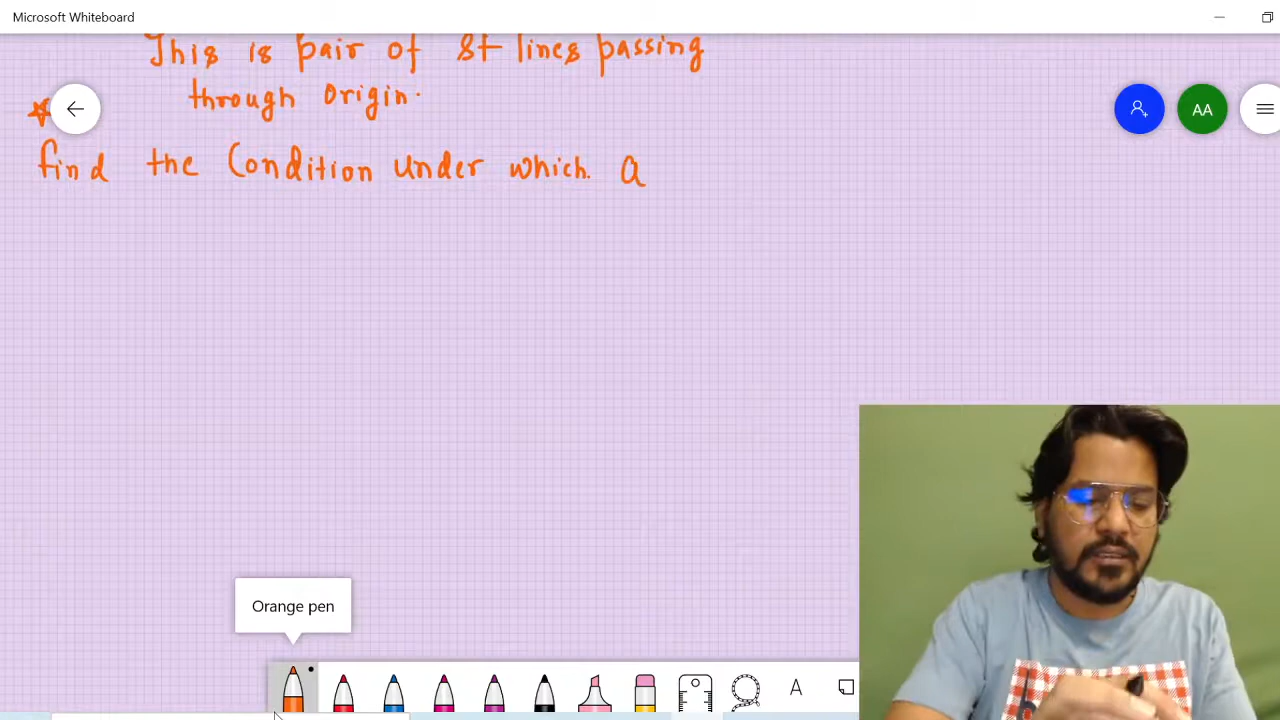 Microsoft Whiteboard
This is pair of st lines passing
through origin.
find the Condition under which a
AA
Orange pen
A